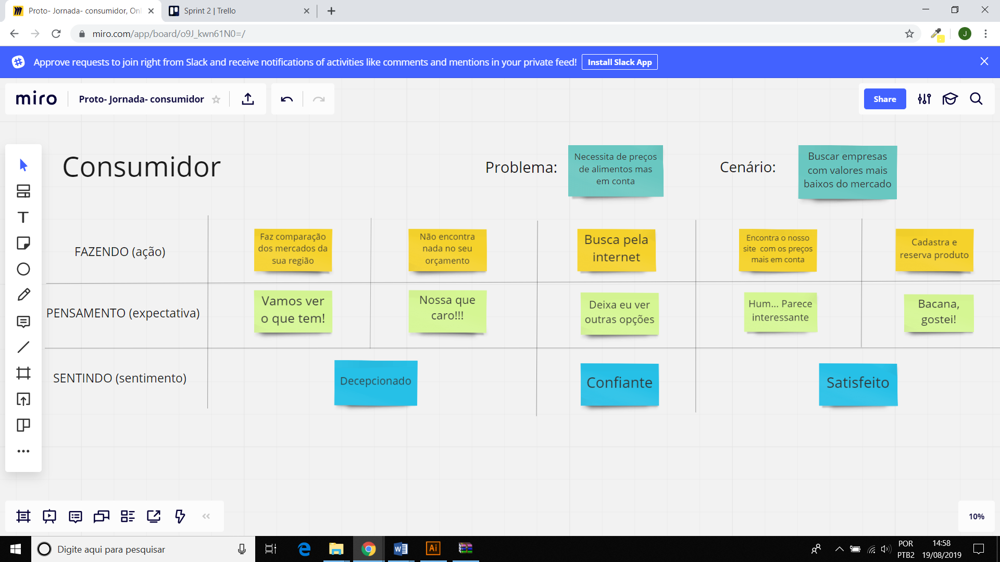 Proto- Jornada- consumidor, Onl
Sprint 2 | Trello
miro.com/app/board/o9J_kwn61N0=/
J
Approve requests to join right from Slack and receive notifications of activities like comments and mentions in your private feed!
Install Slack App
miro
Proto- Jornada- consumidor
Share
Consumidor
Problema:
Necessita de preços
de alimentos mas
em conta
Cenário:
Buscar empresas
com valores mais
baixos do mercado
FAZENDO (ação)
Faz comparação
dos mercados da
sua região
Não encontra
nada no seu
orçamento
Busca pela
internet
Encontra o nosso
site com os preços
mais em conta
Cadastra e
reserva produto
PENSAMENTO (expectativa)
Vamos ver
o que tem!
Nossa que
caro!!!
Deixa eu ver
outras opções
Hum... Parece
interessante
Bacana,
gostei!
SENTINDO (sentimento)
Decepcionado
Confiante
Satisfeito
10%
Digite aqui para pesquisar
Ai
POR
PTB2
14:58
19/08/2019